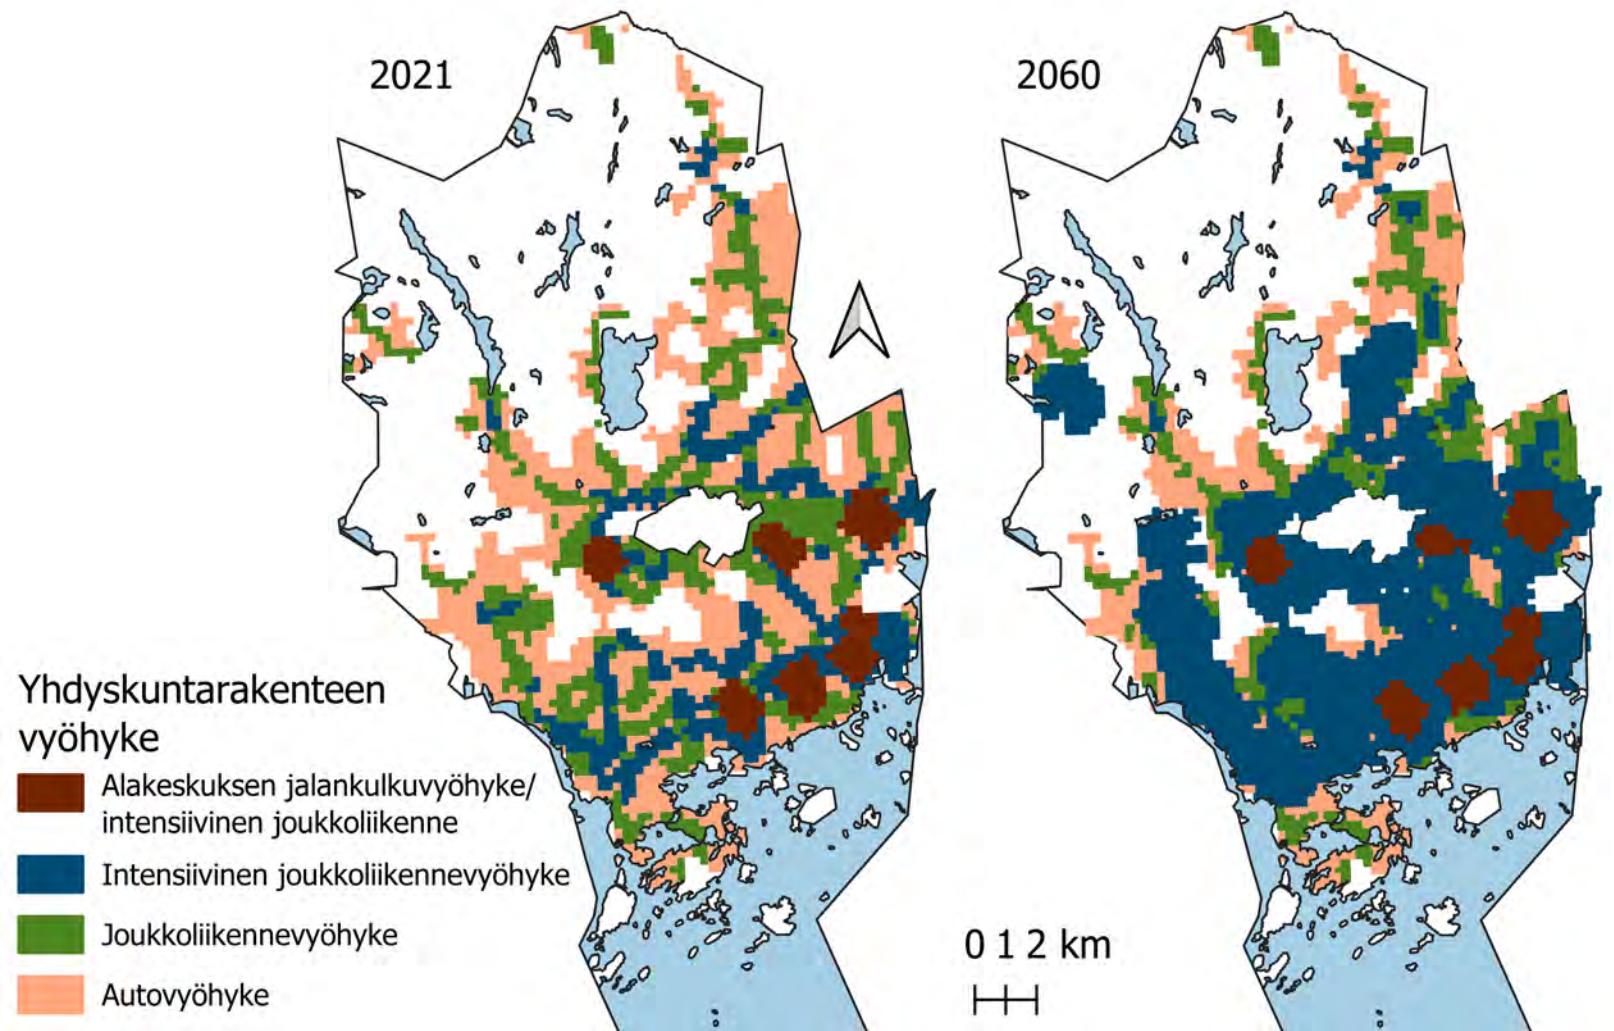 2021
2060
Yhdyskuntarakenteen
vyöhyke
Alakeskuksen jalankulkuvyöhyke/
intensiivinen joukkoliikenne
Intensiivinen joukkoliikennevyöhyke
Joukkoliikennevyöhyke
Autovyöhyke
0 1 2 km